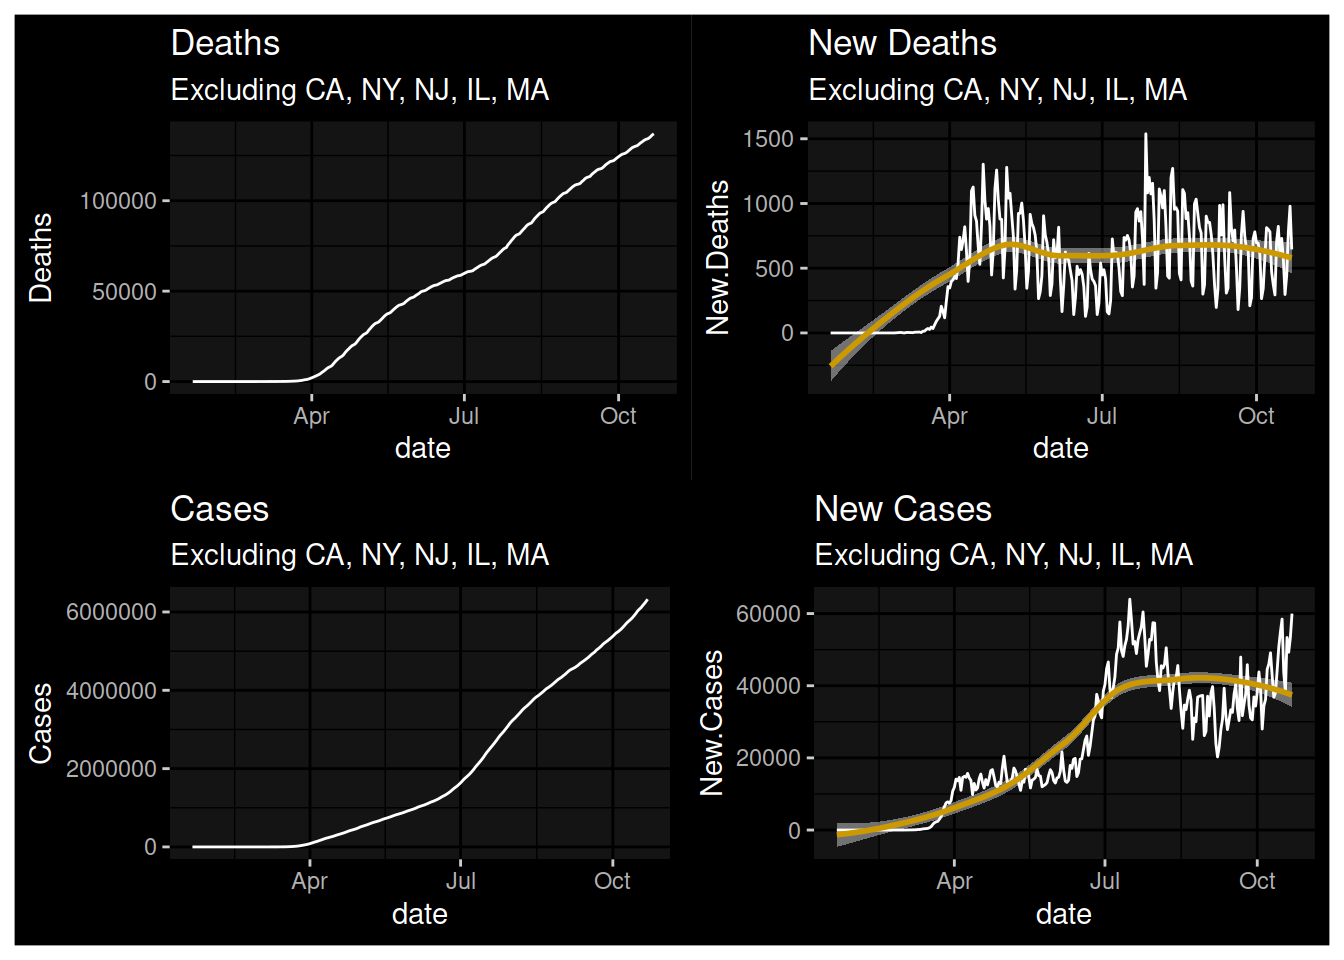 Deaths
Excluding CA, NY, NJ, IL, MA
Deaths
100000
50000
0
Apr Jul Oct
date
New Deaths
Excluding CA, NY, NJ, IL, MA
New.Deaths
1500
1000
500
0
Apr Jul Oct
date
Cases
Excluding CA, NY, NJ, IL, MA
Cases
6000000
4000000
2000000
0
Apr Jul Oct
date
New Cases
Excluding CA, NY, NJ, IL, MA
New.Cases
60000
40000
20000
0
Apr Jul Oct
date